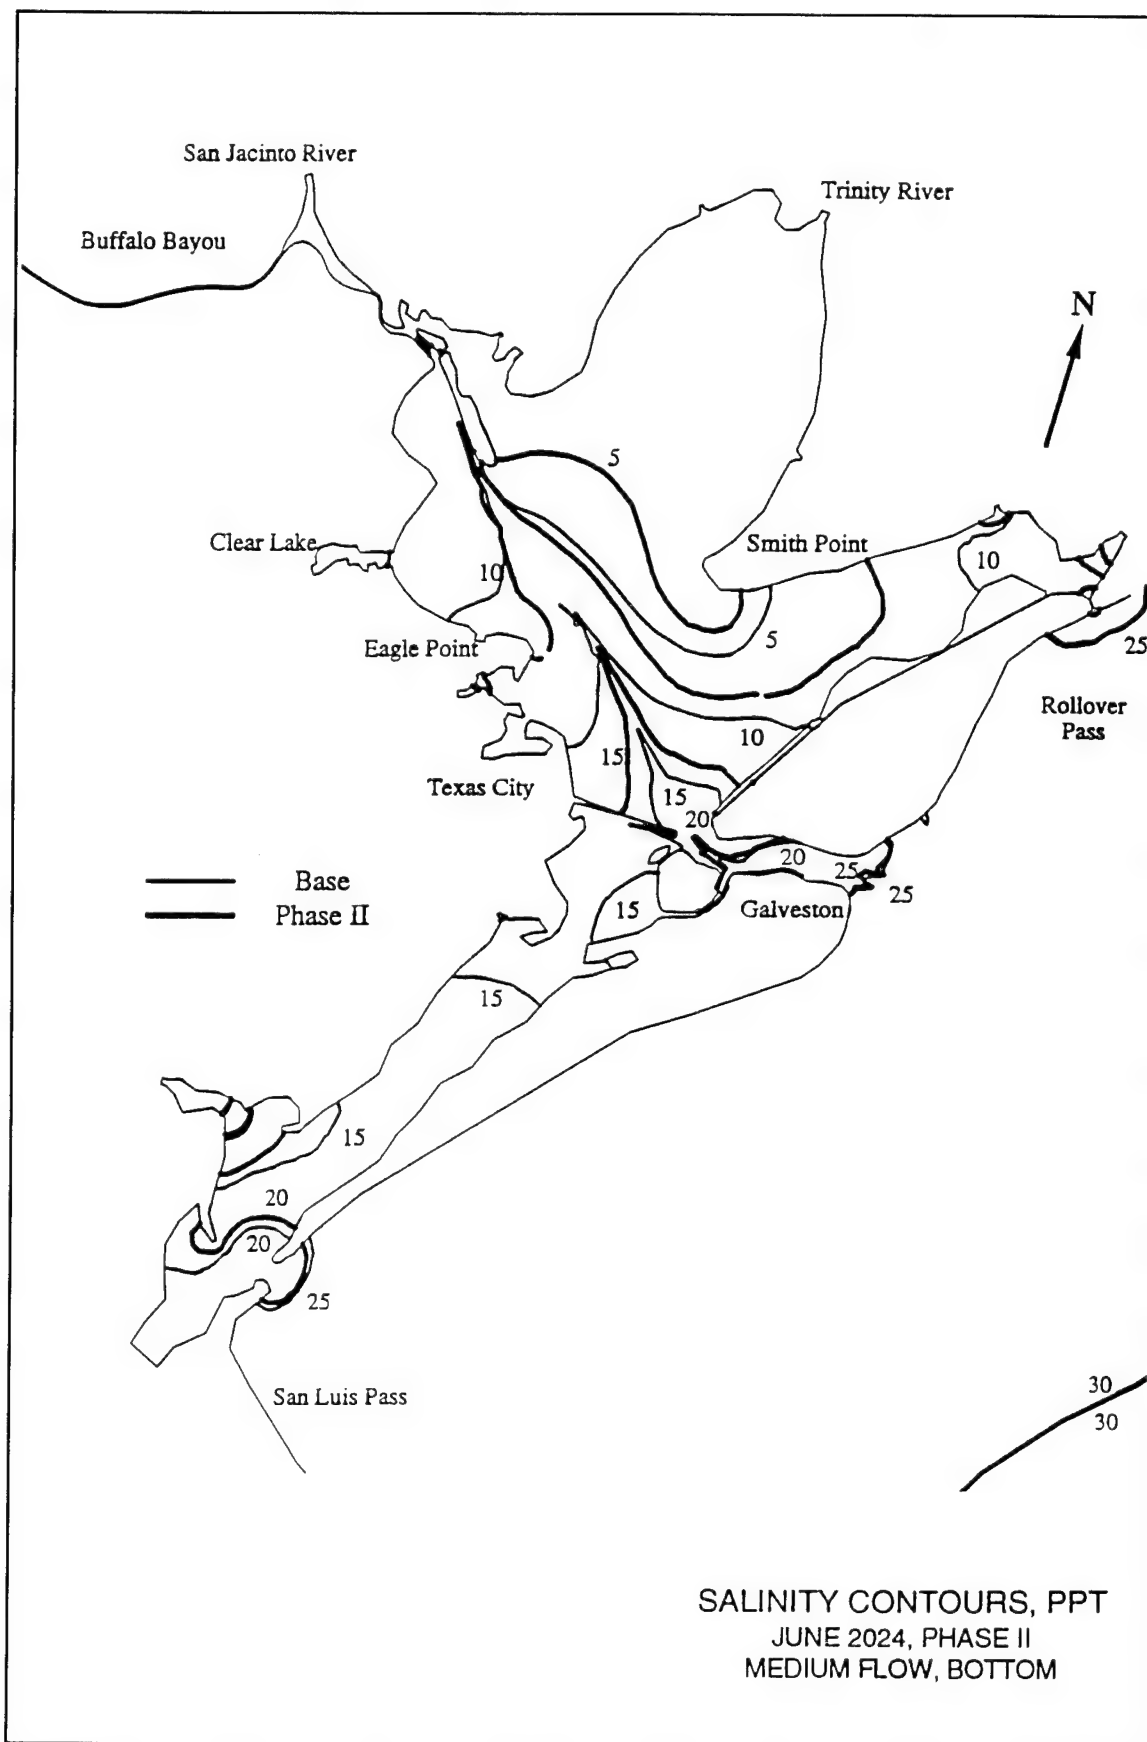 San Jacinto River
Trinity River
Buffalo Bayou
N
5
Clear Lake
Smith Point
10
10
5
Eagle Point
25
Rollover
Pass
10
15
Texas City
15
20
20
25
25
Base
Phase II
15
Galveston
15
15
20
20
25
San Luis Pass
30
30
SALINITY CONTOURS, PPT
JUNE 2024, PHASE II
MEDIUM FLOW, BOTTOM